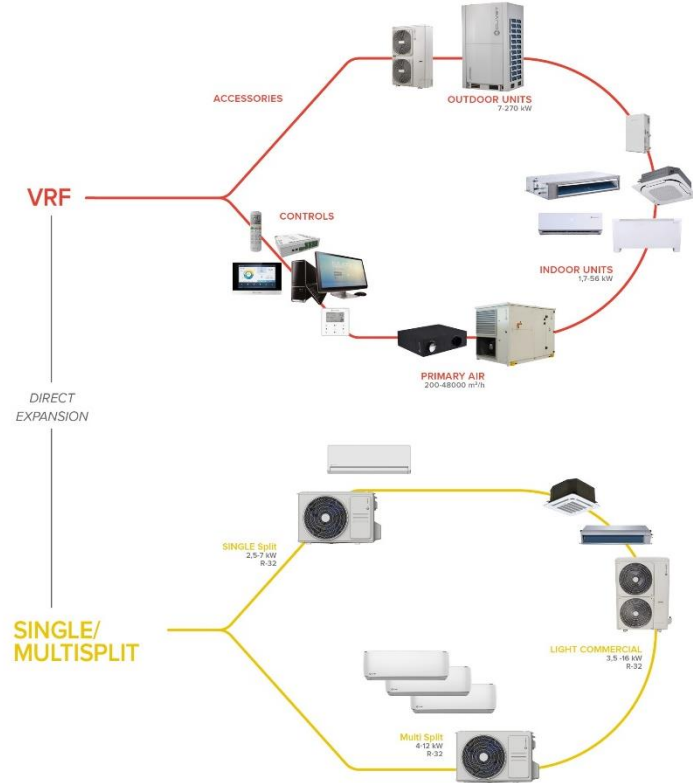 ACCESSORIES
OUTDOOR UNITS
7-270 kW
VRF
CONTROLS
INDOOR UNITS
1,7-56 kW
PRIMARY AIR
200-48000 m³/h
DIRECT
EXPANSION
SINGLE Split
2,5-7 kW
R-32
SINGLE/
MULTISPLIT
LIGHT COMMERCIAL
3,5 -16 kW
R-32
Multi Split
4-12 kW
R-32